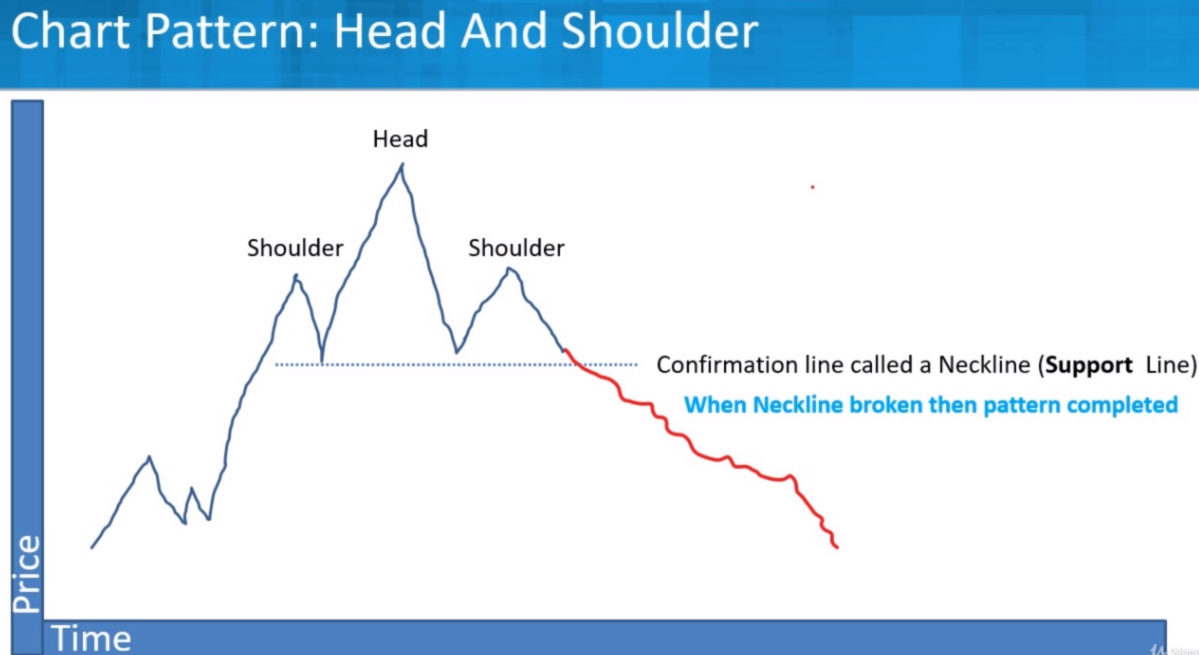 Chart Pattern: Head And Shoulder
Head
Shoulder
Shoulder
Confirmation line called a Neckline (Support Line)
When Neckline broken then pattern completed
Price
Time